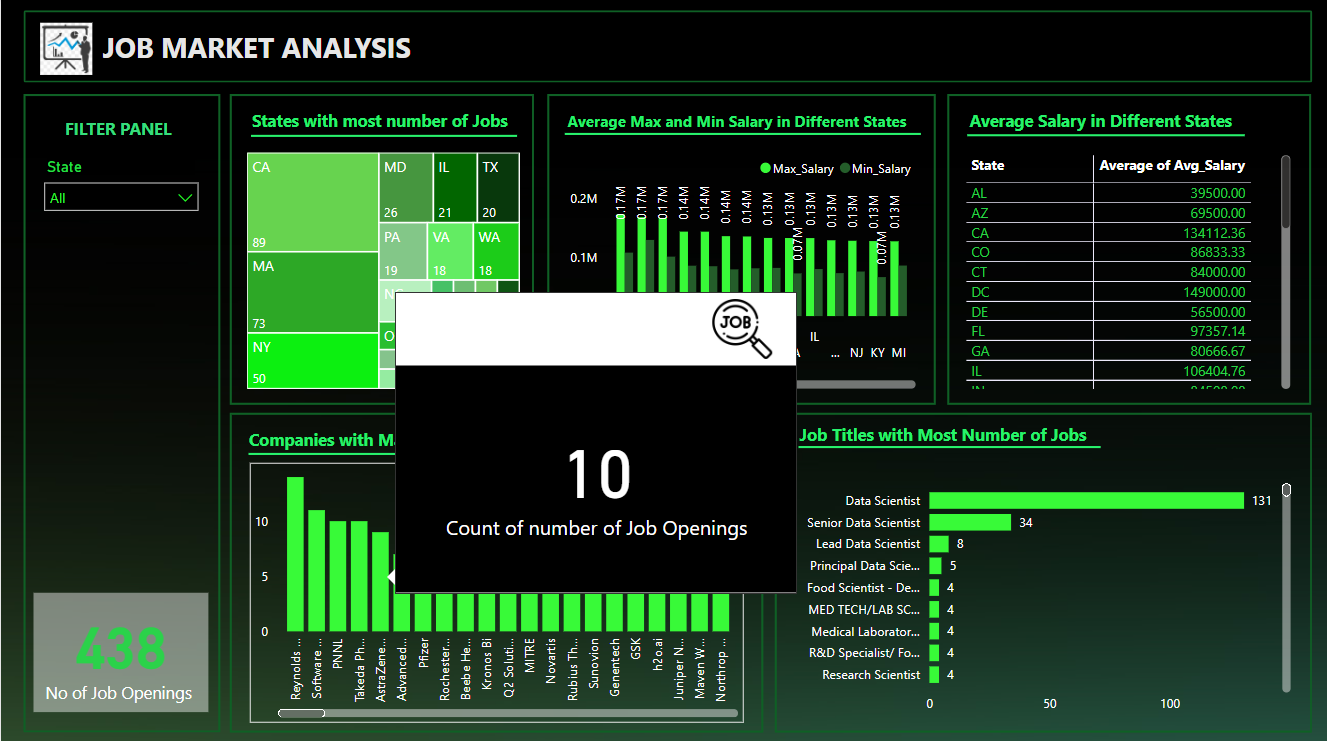 JOB MARKET ANALYSIS
FILTER PANEL
State
All
438
No of Job Openings
States with most number of Jobs
CA
89
MA
73
NY
50
MD
26
IL
21
TX
20
PA
19
VA
18
WA
18
Average Max and Min Salary in Different States
Max_Salary
Min_Salary
0.2M
0.1M
0.17M
0.17M
0.17M
0.14M
0.14M
0.14M
0.14M
0.13M
0.13M
0.07M
0.13M
0.13M
0.13M
0.13M
0.07M
0.13M
IL
...
NJ
KY
MI
Average Salary in Different States
State Average of Avg_Salary
AL 39500.00
AZ 69500.00
CA 134112.36
CO 86833.33
CT 84000.00
DC 149000.00
DE 56500.00
FL 97357.14
GA 80666.67
IL 106404.76
JOB
10
Count of number of Job Openings
Companies with
10
5
0
Reynolds ...
Software ...
PNNL
Takeda Ph...
AstraZene...
Advanced...
Pfizer
Rochester...
Beebe He...
Kronos Bi
Q2 Soluti...
MITRE
Novartis
Rubius Th...
Sunovion
Genentech
GSK
h2o.ai
Juniper N...
Maven W...
Northrop ...
Job Titles with Most Number of Jobs
Data Scientist 131
Senior Data Scientist 34
Lead Data Scientist 8
Principal Data Scie... 5
Food Scientist - De... 4
MED TECH/LAB SC... 4
Medical Laborator... 4
R&D Specialist/ Fo... 4
Research Scientist 4
0 50 100